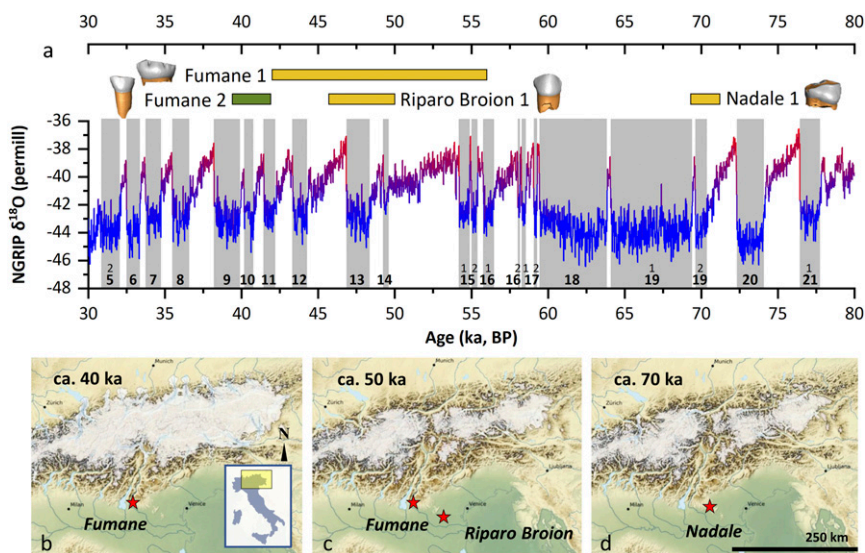 30 35 40 45 50 55 60 65 70 75 80
a
Fumane 1
Fumane 2
Riparo Broion 1
Nadale 1
NGRIP δ¹⁸O (permill)
-36
-38
-40
-42
-44
-46
-48
2 1 2 1 2 1 2 1 2 1
5 6 7 8 9 10 11 12 13 14 15 16 16 17 18 19 19 20 21
30 35 40 45 50 55 60 65 70 75 80
Age (ka, BP)
ca. 40 ka
Munich
Zürich
N
Milan
Venice
Fumane
b
ca. 50 ka
Munich
Zürich
Ljubljana
Milan
Venice
Fumane
Riparo Broion
c
ca. 70 ka
Munich
Zürich
Ljubljana
Milan
Venice
Nadale
d
250 km